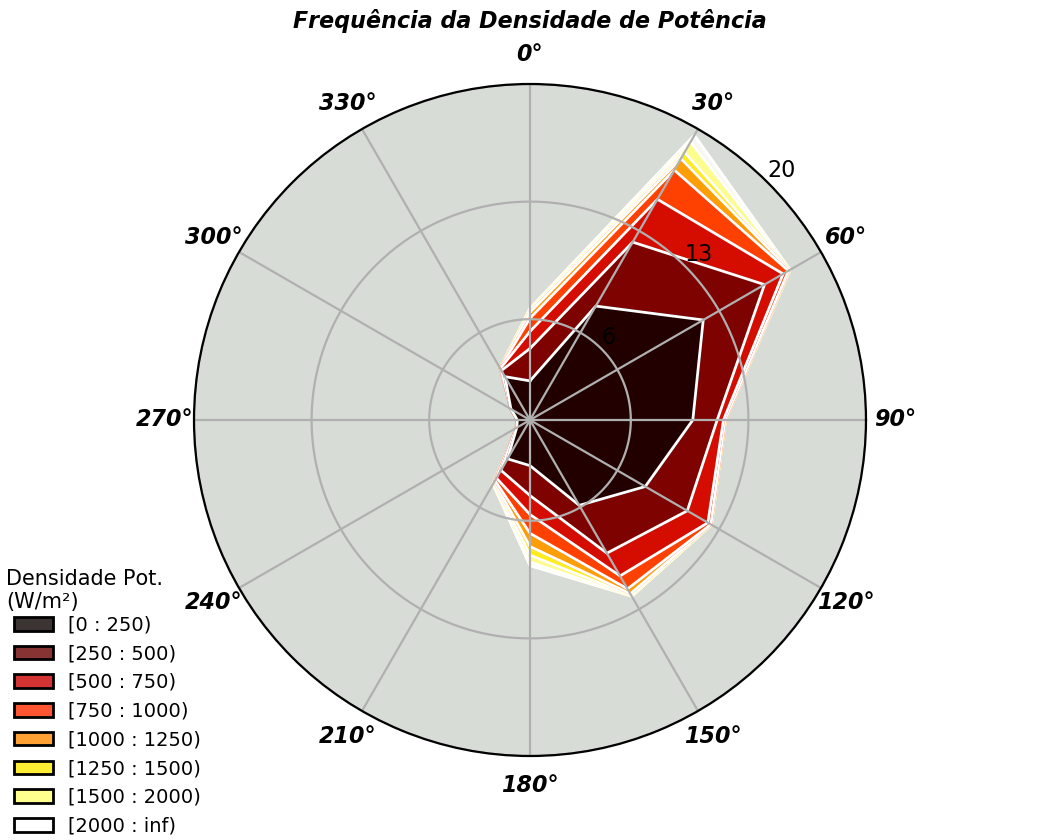 Frequência da Densidade de Potência
0°
330°
30°
20
300°
60°
13
6
270°
90°
240°
120°
210°
150°
180°
Densidade Pot.
(W/m²)
[0 : 250)
[250 : 500)
[500 : 750)
[750 : 1000)
[1000 : 1250)
[1250 : 1500)
[1500 : 2000)
[2000 : inf)